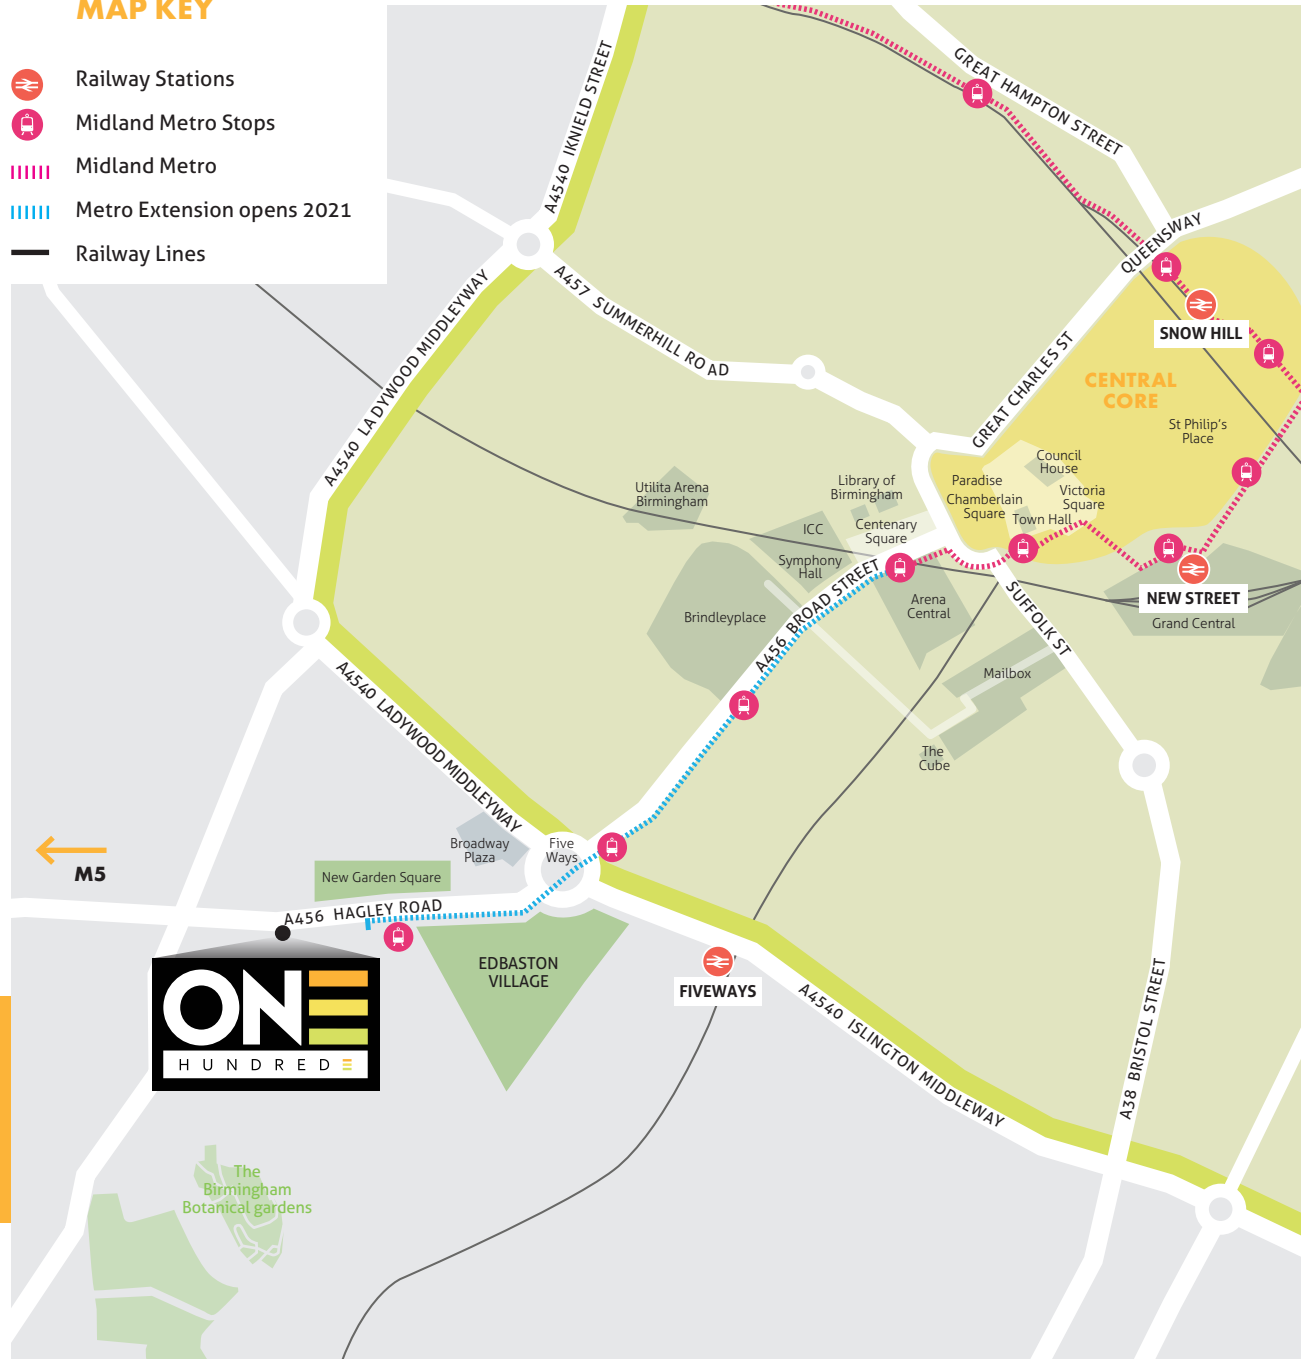 MAP KEY
Railway Stations
Midland Metro Stops
Midland Metro
Metro Extension opens 2021
Railway Lines
A4540 IKNIELD STREET
GREAT HAMPTON STREET
QUEENSWAY
A4540 LADYWOOD MIDDLEYWAY
A457 SUMMERHILL ROAD
GREAT CHARLES ST
SNOW HILL
CENTRAL
CORE
St Philip's
Place
Council
House
Paradise
Chamberlain
Square
Victoria
Square
Town Hall
Library of
Birmingham
Utilita Arena
Birmingham
ICC
Centenary
Square
Symphony
Hall
Brindleyplace
A456 BROAD STREET
Arena
Central
SUFFOLK ST
NEW STREET
Grand Central
Mailbox
The
Cube
A4540 LADYWOOD MIDDLEYWAY
Broadway
Plaza
Five
Ways
M5
New Garden Square
A456 HAGLEY ROAD
EDBASTON
VILLAGE
FIVEWAYS
A4540 ISLINGTON MIDDLEWAY
A38 BRISTOL STREET
ONE
HUNDRED
The
Birmingham
Botanical gardens